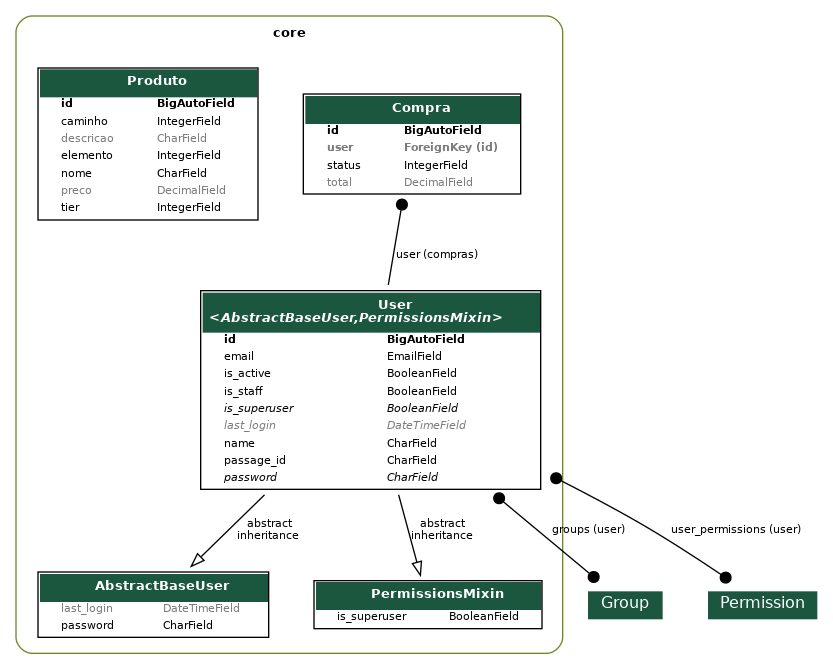 core
Produto
id BigAutoField
caminho IntegerField
descricao CharField
elemento IntegerField
nome CharField
preco DecimalField
tier IntegerField
Compra
id BigAutoField
user ForeignKey (id)
status IntegerField
total DecimalField
user (compras)
User
<AbstractBaseUser,PermissionsMixin>
id BigAutoField
email EmailField
is_active BooleanField
is_staff BooleanField
is_superuser BooleanField
last_login DateTimeField
name CharField
passage_id CharField
password CharField
abstract
inheritance
abstract
inheritance
groups (user)
user_permissions (user)
AbstractBaseUser
last_login DateTimeField
password CharField
PermissionsMixin
is_superuser BooleanField
Group
Permission